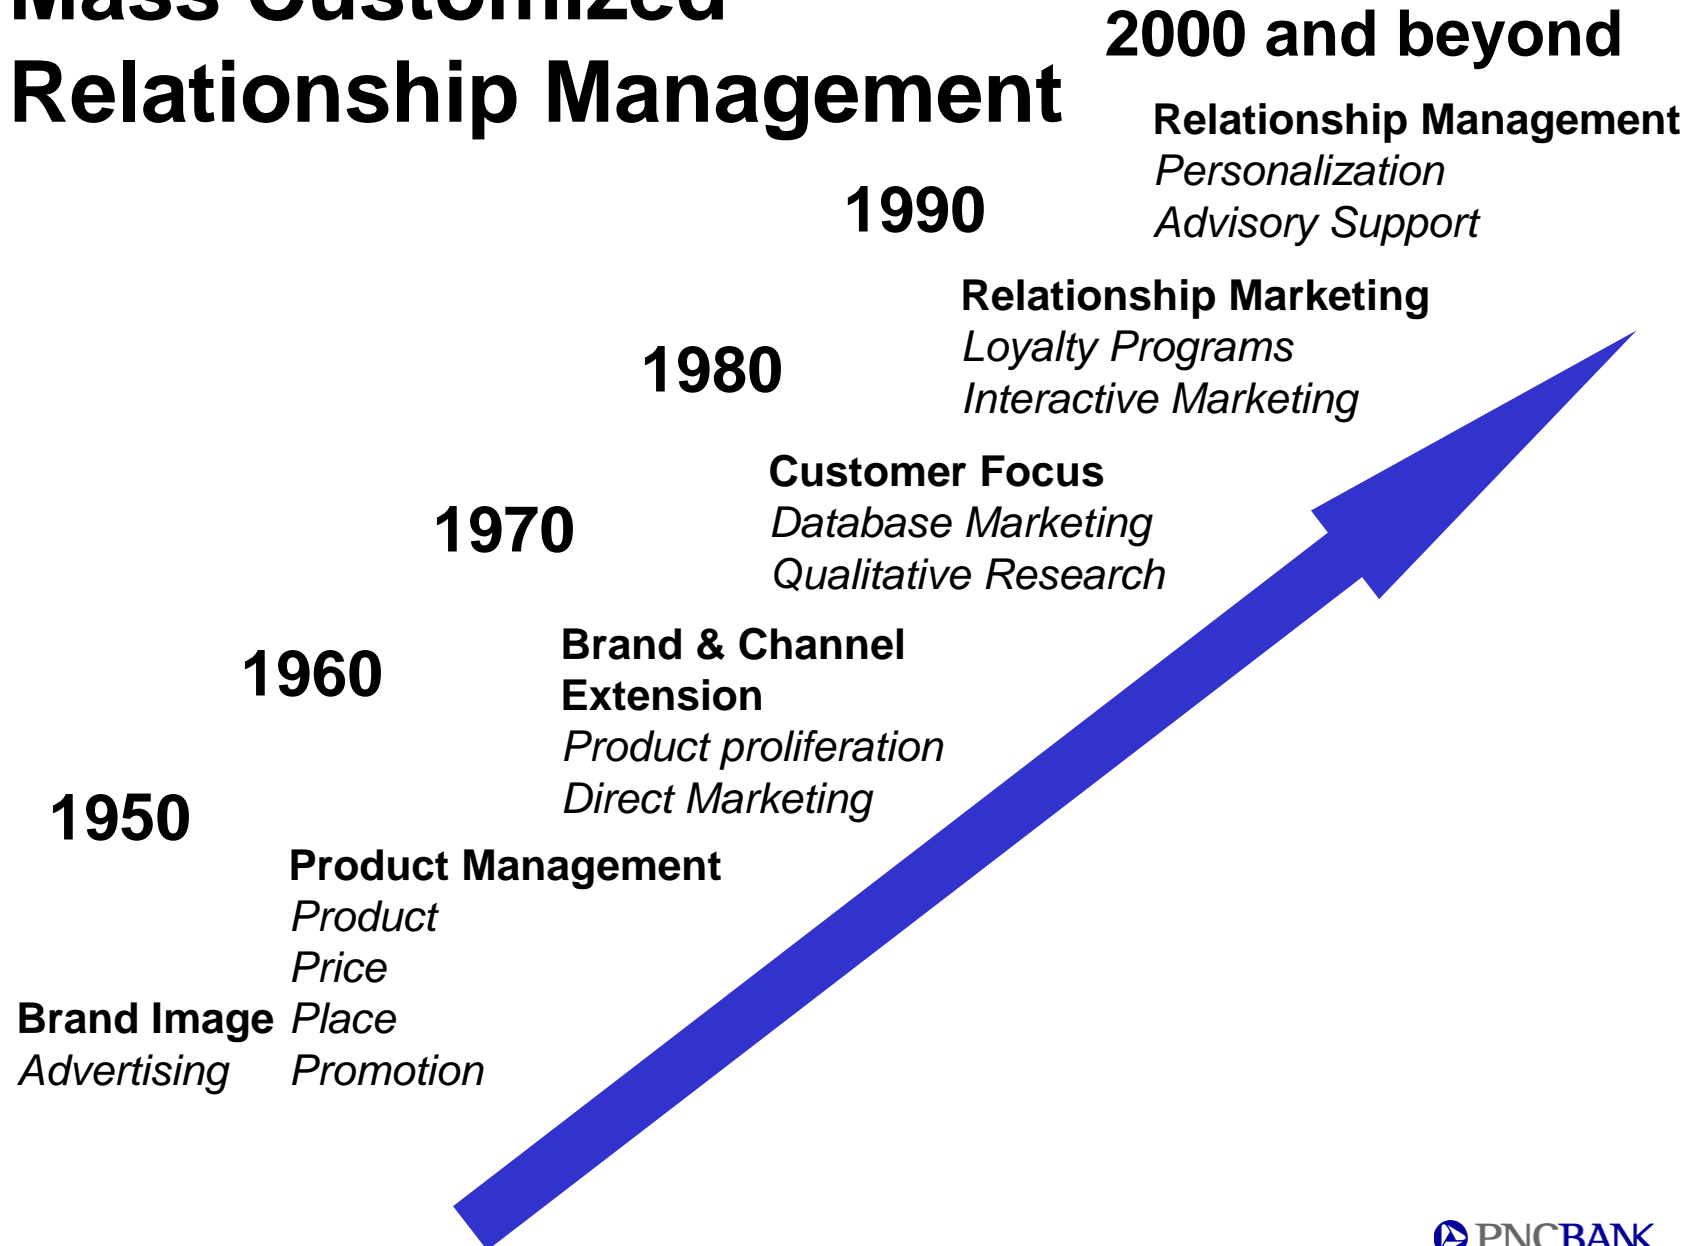 Mass Customized
Relationship Management
2000 and beyond
Relationship Management
Personalization
Advisory Support
1990
Relationship Marketing
Loyalty Programs
Interactive Marketing
1980
Customer Focus
Database Marketing
Qualitative Research
1970
Brand & Channel
Extension
Product proliferation
Direct Marketing
1960
Product Management
Product
Price
Place
Promotion
1950
Brand Image
Advertising
PNCBANK